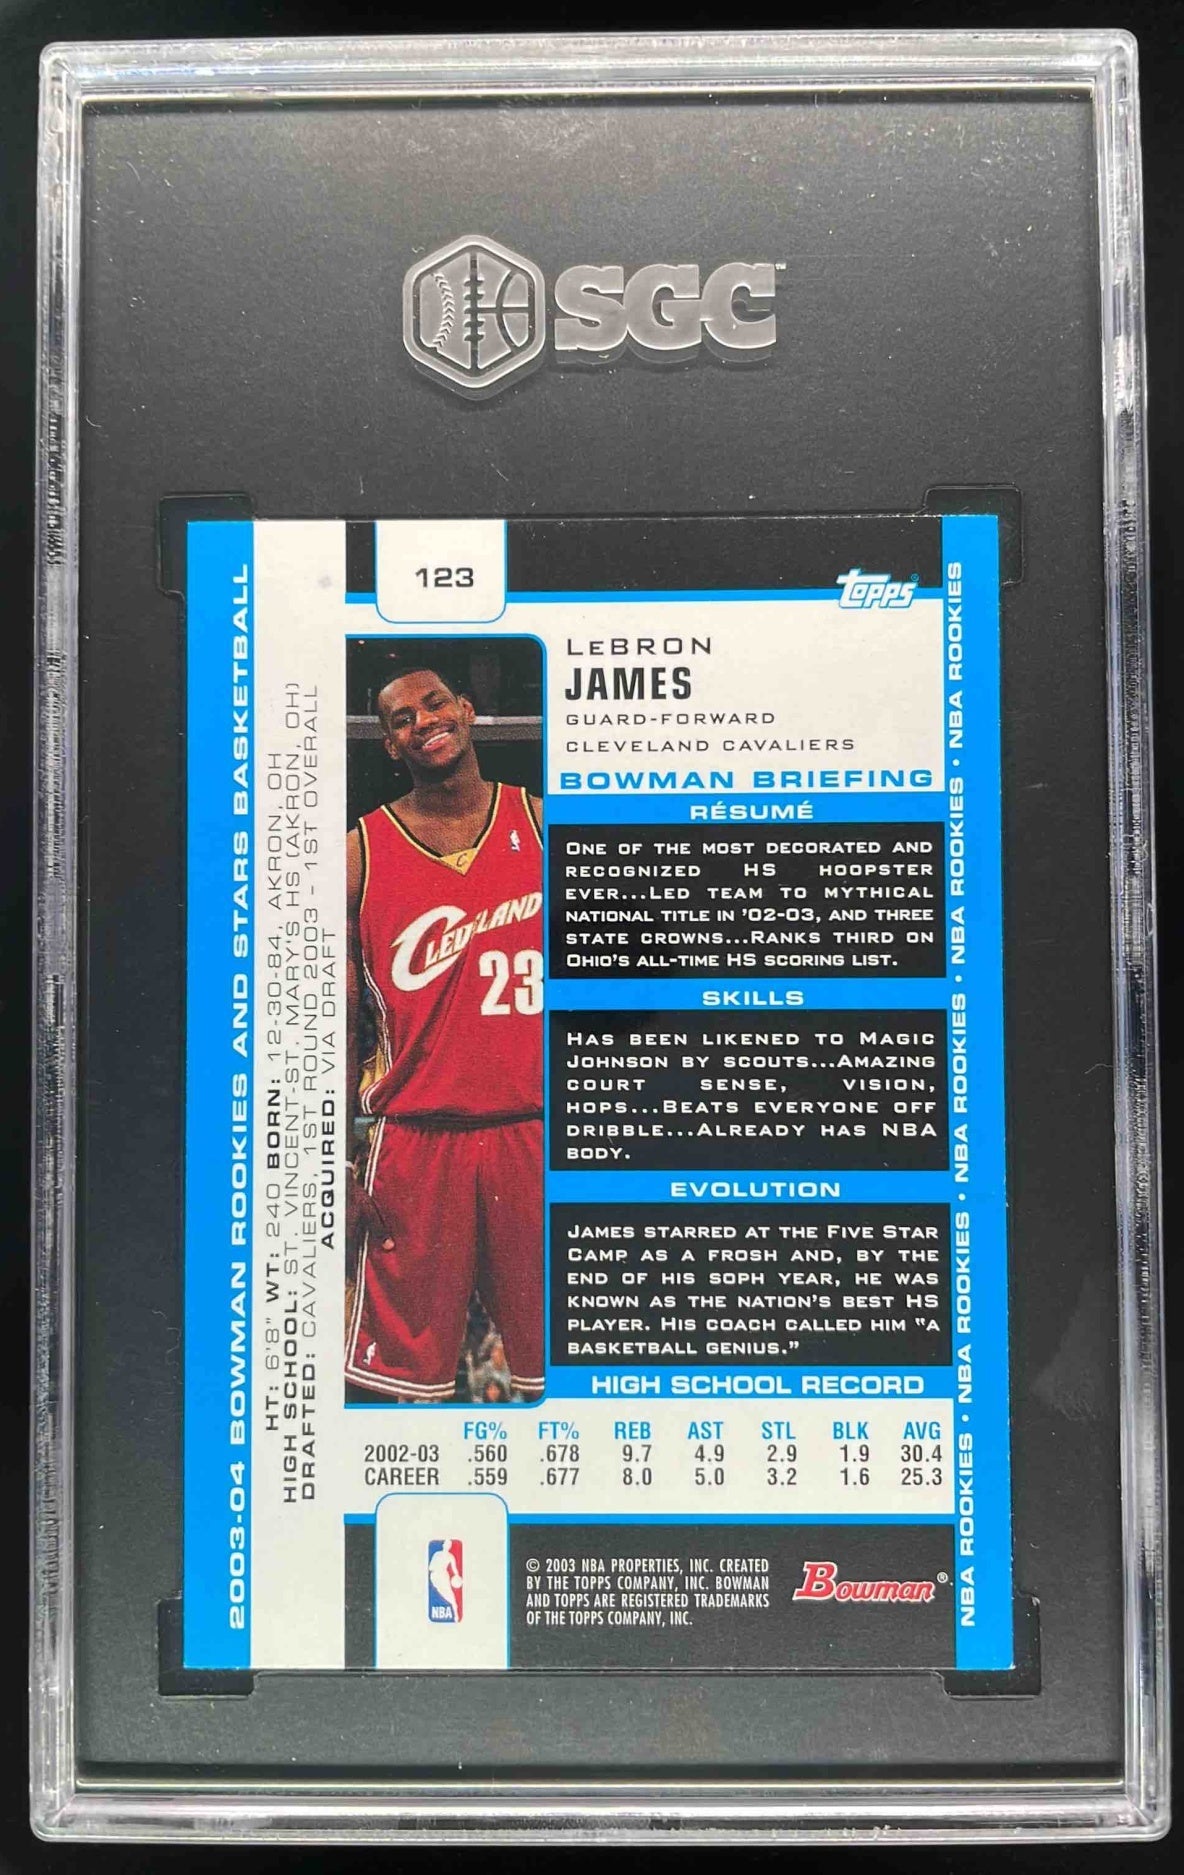 SGC™
123
topps®
LeBRON
JAMES
GUARD-FORWARD
CLEVELAND CAVALIERS
BOWMAN BRIEFING
RÉSUMÉ
ONE OF THE MOST DECORATED AND
RECOGNIZED HS HOOPSTER
EVER...LED TEAM TO MYTHICAL
NATIONAL TITLE IN '02-03, AND THREE
STATE CROWNS...RANKS THIRD ON
OHIO'S ALL-TIME HS SCORING LIST.
SKILLS
HAS BEEN LIKENED TO MAGIC
JOHNSON BY SCOUTS...AMAZING
COURT SENSE, VISION,
HOPS...BEATS EVERYONE OFF
DRIBBLE...ALREADY HAS NBA
BODY.
EVOLUTION
JAMES STARRED AT THE FIVE STAR
CAMP AS A FROSH AND, BY THE
END OF HIS SOPH YEAR, HE WAS
KNOWN AS THE NATION'S BEST HS
PLAYER. HIS COACH CALLED HIM "A
BASKETBALL GENIUS."
HIGH SCHOOL RECORD
FG% FT% REB AST STL BLK AVG
2002-03 .560 .678 9.7 4.9 2.9 1.9 30.4
CAREER .559 .677 8.0 5.0 3.2 1.6 25.3
NBA
© 2003 NBA PROPERTIES, INC. CREATED
BY THE TOPPS COMPANY, INC. BOWMAN
AND TOPPS ARE REGISTERED TRADEMARKS
OF THE TOPPS COMPANY, INC.
Bowman®
2003-04 BOWMAN ROOKIES AND STARS BASKETBALL
HT: 6'8" WT: 240 BORN: 12-30-84, AKRON, OH
HIGH SCHOOL: ST. VINCENT-ST. MARY'S HS (AKRON, OH)
DRAFTED: CAVALIERS, 1ST ROUND 2003 - 1ST OVERALL
ACQUIRED: VIA DRAFT
C
CLEVELAND
23
NBA ROOKIES • NBA ROOKIES • NBA ROOKIES • NBA ROOKIES • NBA ROOKIES